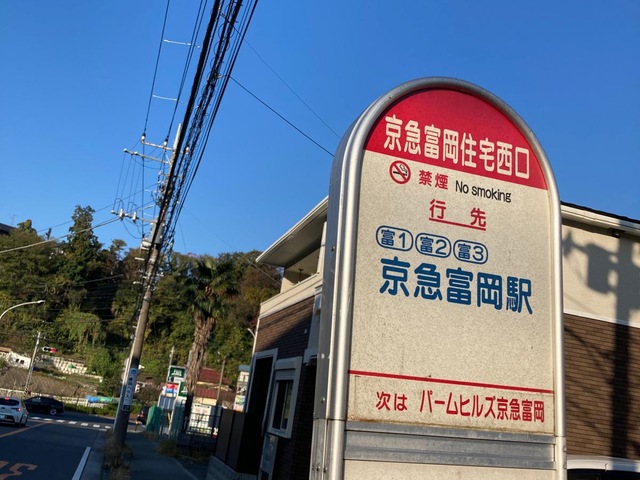 京急富岡住宅西口
禁煙 No smoking
行先
富1 富2 富3
京急富岡駅
次は パームヒルズ京急富岡